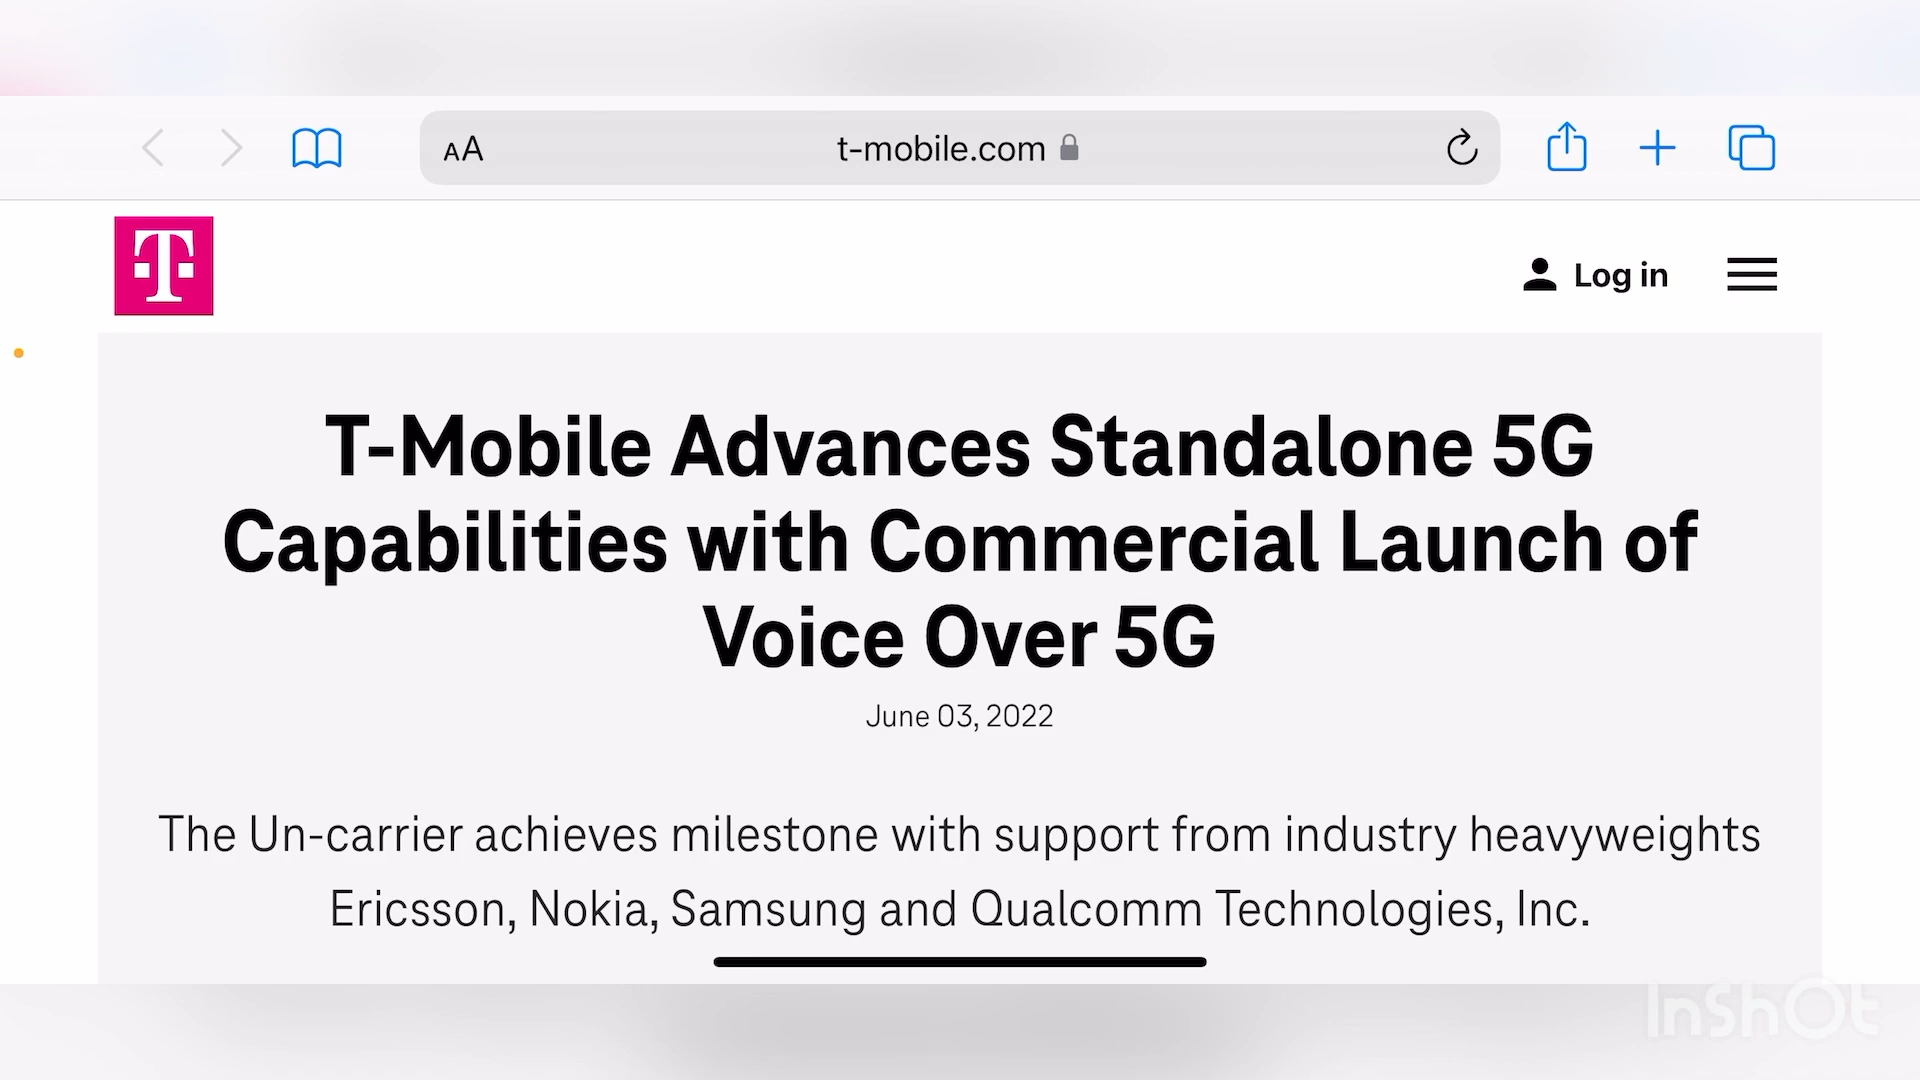 AA
t-mobile.com
T
Log in
T-Mobile Advances Standalone 5G
Capabilities with Commercial Launch of
Voice Over 5G
June 03, 2022
The Un-carrier achieves milestone with support from industry heavyweights
Ericsson, Nokia, Samsung and Qualcomm Technologies, Inc.
InShOt